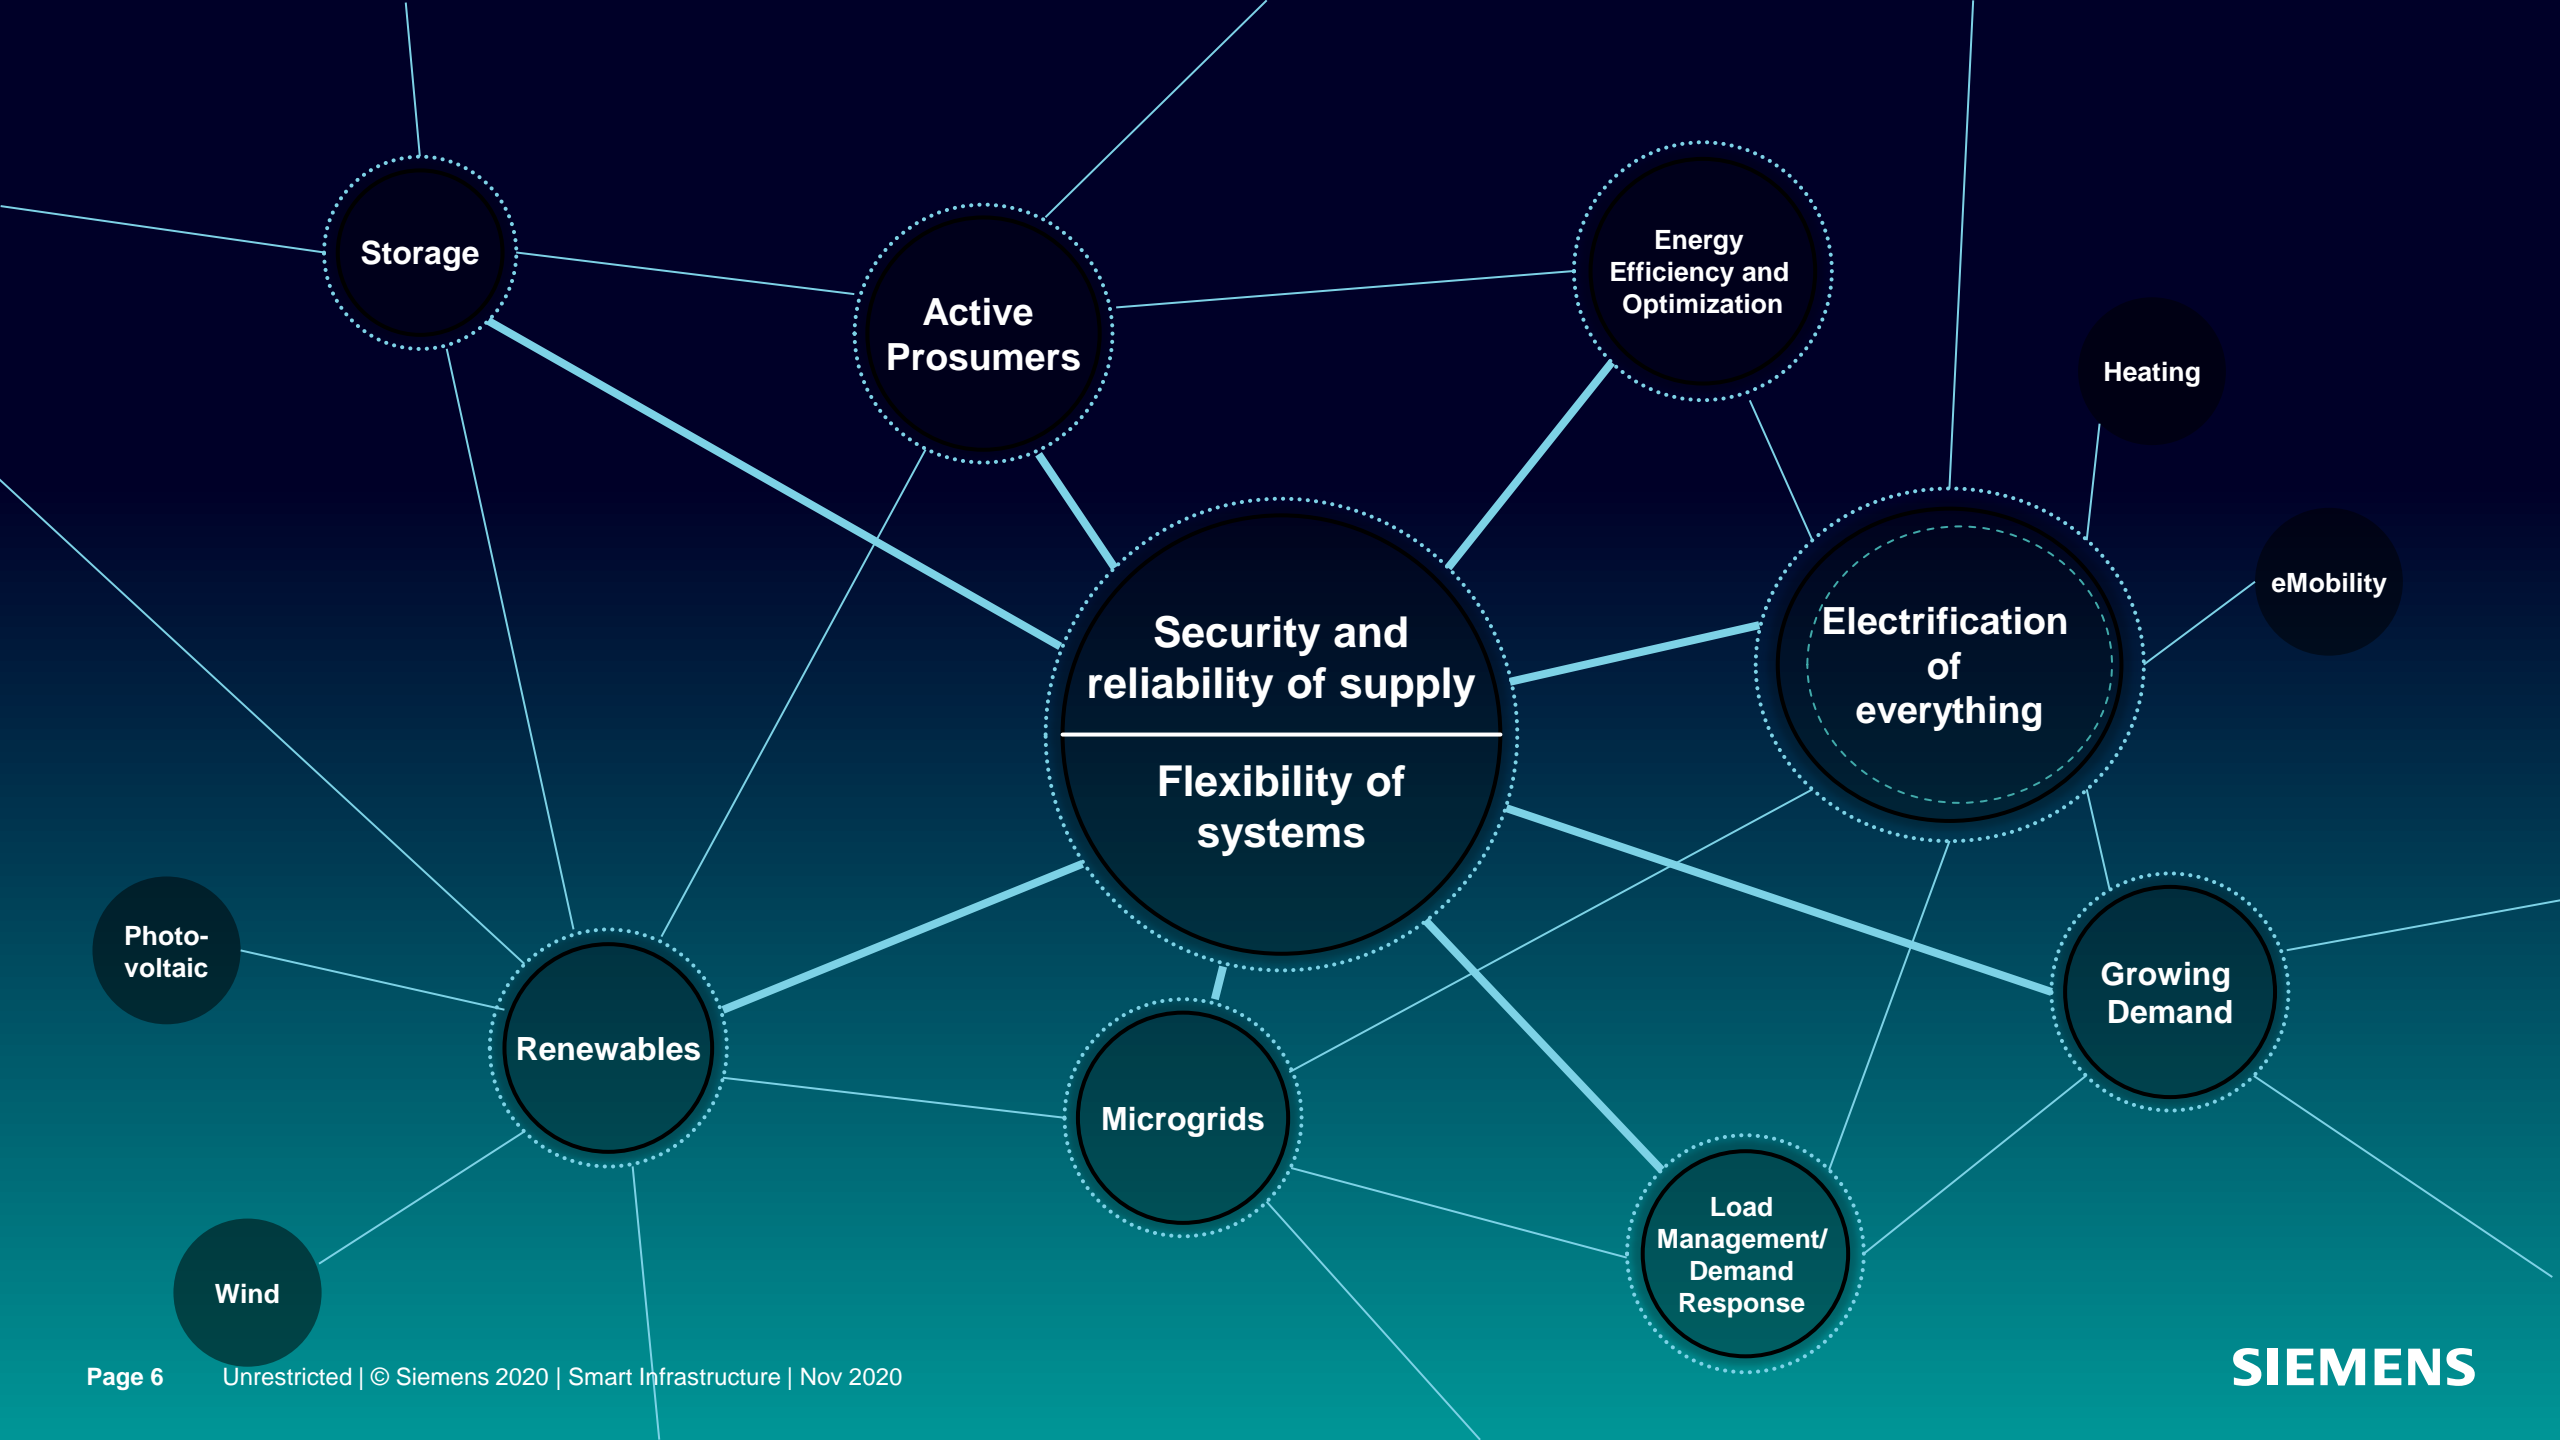 Storage
Active
Prosumers
Energy
Efficiency and
Optimization
Heating
eMobility
Electrification
of
everything
Security and
reliability of supply
Flexibility of
systems
Photo-
voltaic
Renewables
Wind
Microgrids
Growing
Demand
Load
Management/
Demand
Response
Page 6 Unrestricted | © Siemens 2020 | Smart Infrastructure | Nov 2020
SIEMENS